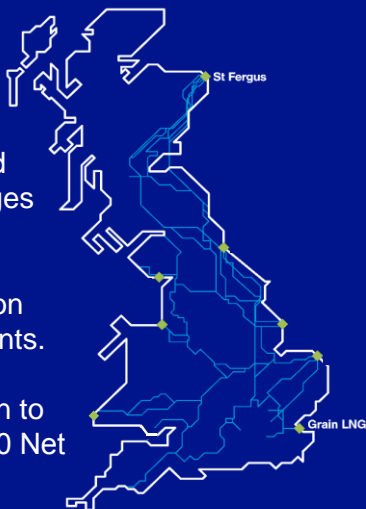 St Fergus
d
ges
on
nts.
n to
0 Net
Grain LNG